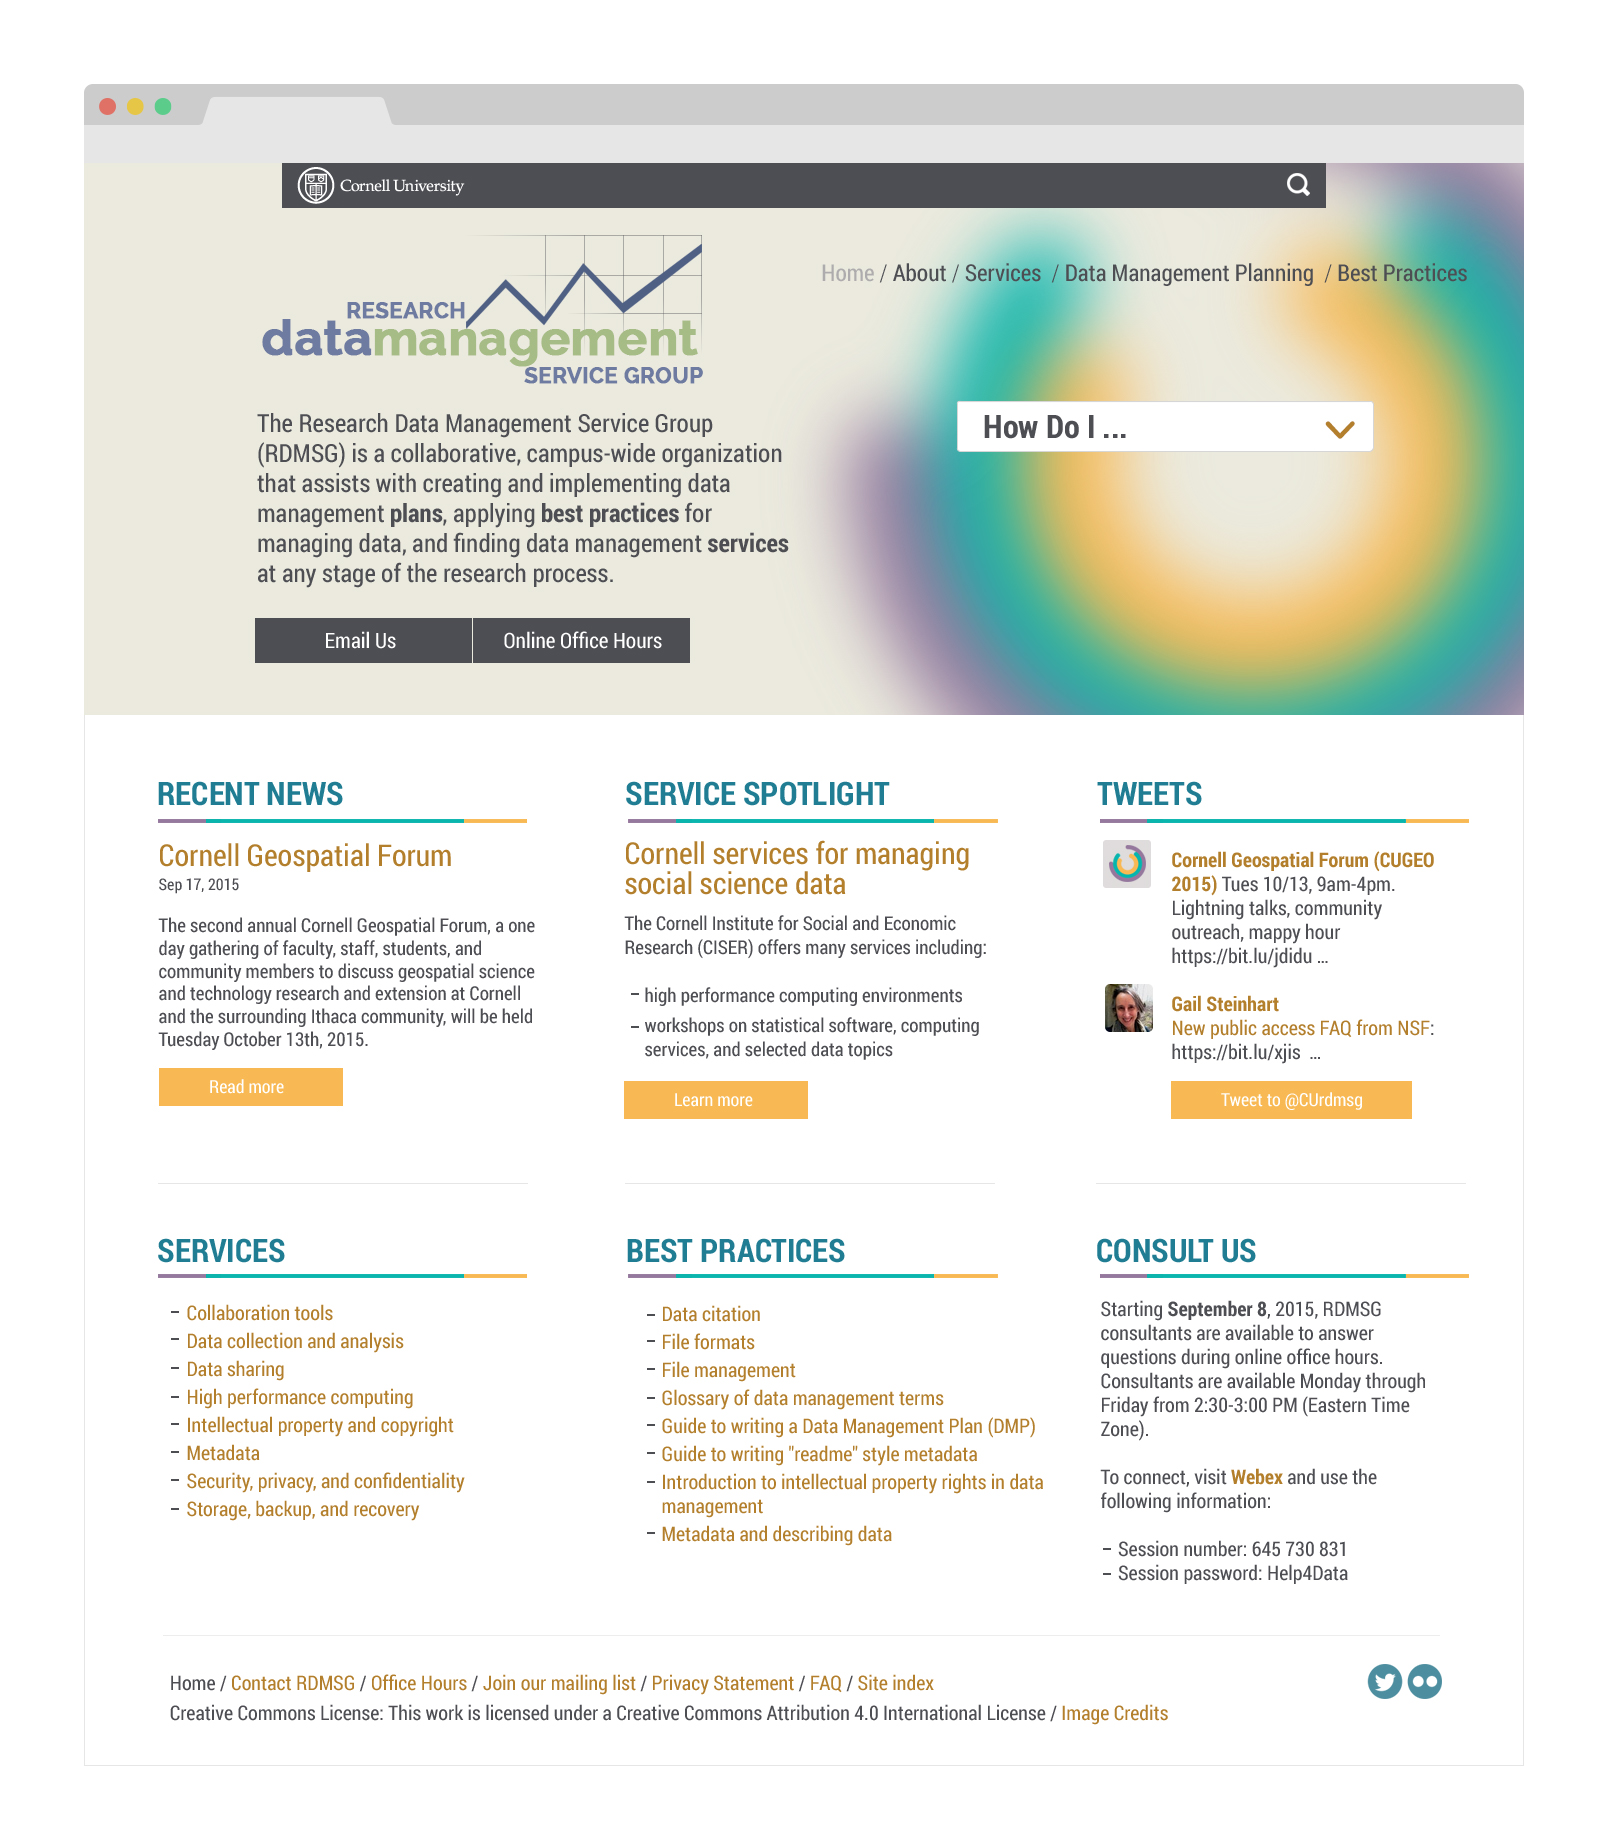 Cornell University
RESEARCH
datamanagement
SERVICE GROUP
Home / About / Services / Data Management Planning / Best Practices
The Research Data Management Service Group
(RDMSG) is a collaborative, campus-wide organization
that assists with creating and implementing data
management plans, applying best practices for
managing data, and finding data management services
at any stage of the research process.
How Do I ...
Email Us
Online Office Hours
RECENT NEWS
Cornell Geospatial Forum
Sep 17, 2015
The second annual Cornell Geospatial Forum, a one
day gathering of faculty, staff, students, and
community members to discuss geospatial science
and technology research and extension at Cornell
and the surrounding Ithaca community, will be held
Tuesday October 13th, 2015.
Read more
SERVICE SPOTLIGHT
Cornell services for managing
social science data
The Cornell Institute for Social and Economic
Research (CISER) offers many services including:
– high performance computing environments
– workshops on statistical software, computing
services, and selected data topics
Learn more
TWEETS
Cornell Geospatial Forum (CUGEO
2015) Tues 10/13, 9am-4pm.
Lightning talks, community
outreach, mappy hour
https://bit.lu/jdidu ...
Gail Steinhart
New public access FAQ from NSF:
https://bit.lu/xjis ...
Tweet to @CUrdmsg
SERVICES
– Collaboration tools
– Data collection and analysis
– Data sharing
– High performance computing
– Intellectual property and copyright
– Metadata
– Security, privacy, and confidentiality
– Storage, backup, and recovery
BEST PRACTICES
– Data citation
– File formats
– File management
– Glossary of data management terms
– Guide to writing a Data Management Plan (DMP)
– Guide to writing "readme" style metadata
– Introduction to intellectual property rights in data
management
– Metadata and describing data
CONSULT US
Starting September 8, 2015, RDMSG
consultants are available to answer
questions during online office hours.
Consultants are available Monday through
Friday from 2:30-3:00 PM (Eastern Time
Zone).
To connect, visit Webex and use the
following information:
– Session number: 645 730 831
– Session password: Help4Data
Home / Contact RDMSG / Office Hours / Join our mailing list / Privacy Statement / FAQ / Site index
Creative Commons License: This work is licensed under a Creative Commons Attribution 4.0 International License / Image Credits